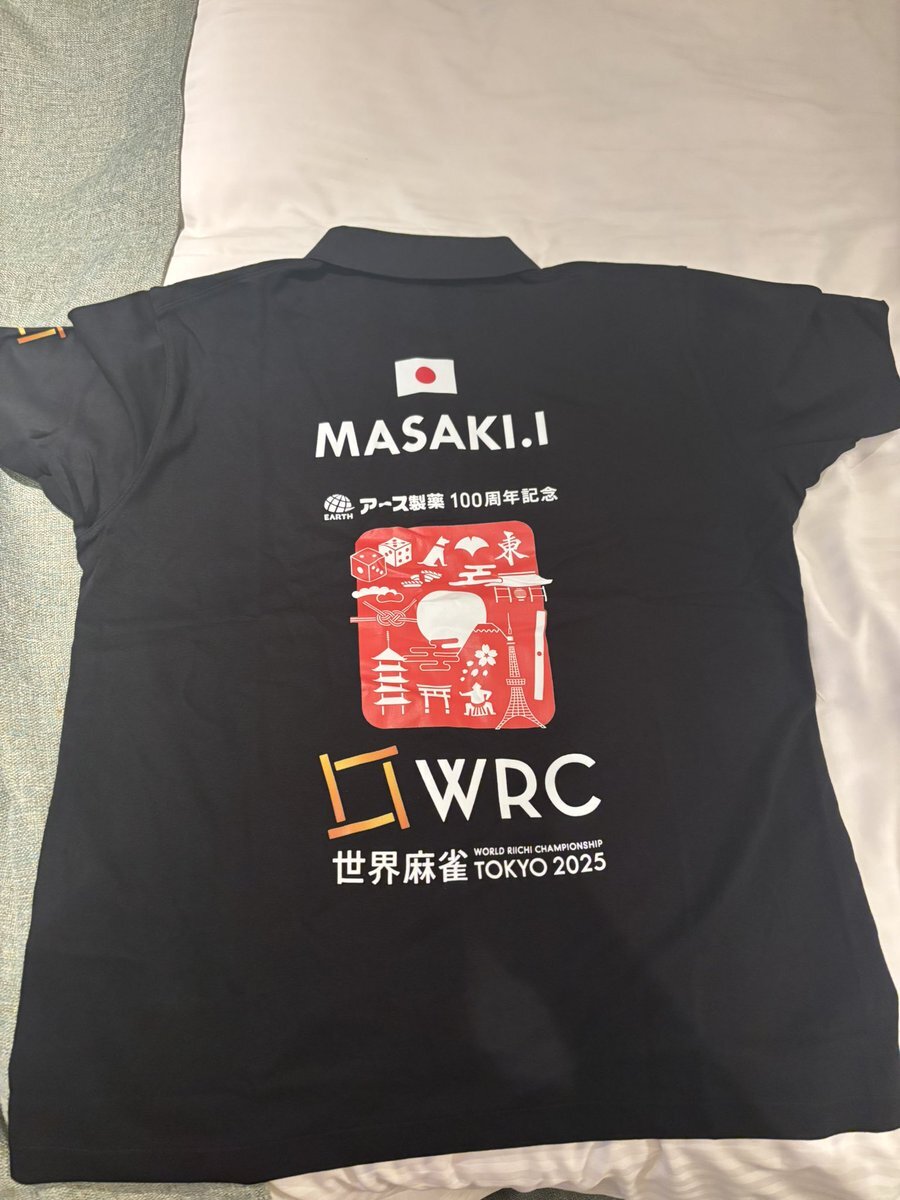 MASAKI.I
EARTH アース製薬 100周年記念
東
WRC
世界麻雀 WORLD RIICHI CHAMPIONSHIP
TOKYO 2025